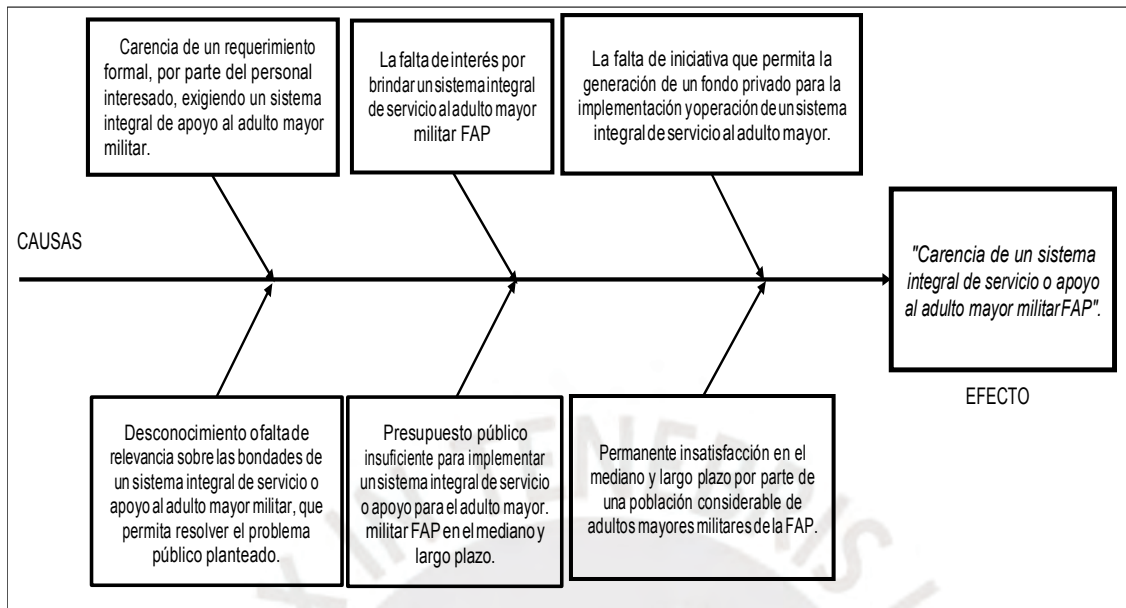 Carencia de un requerimiento
formal, por parte del personal
interesado, exigiendo un sistema
integral de apoyo al adulto mayor
militar.
La falta de interés por
brindar un sistema integral
de servicio al adulto mayor
militar FAP
La falta de iniciativa que permita la
generación de un fondo privado para la
implementación y operación de un sistema
integral de servicio al adulto mayor.
CAUSAS
"Carencia de un sistema
integral de servicio o apoyo
al adulto mayor militar FAP".
EFECTO
Desconocimiento o falta de
relevancia sobre las bondades de
un sistema integral de servicio o
apoyo al adulto mayor militar, que
permita resolver el problema
público planteado.
Presupuesto público
insuficiente para implementar
un sistema integral de servicio
o apoyo para el adulto mayor.
militar FAP en el mediano y
largo plazo.
Permanente insatisfacción en el
mediano y largo plazo por parte de
una población considerable de
adultos mayores militares de la FAP.
TENEBRIS